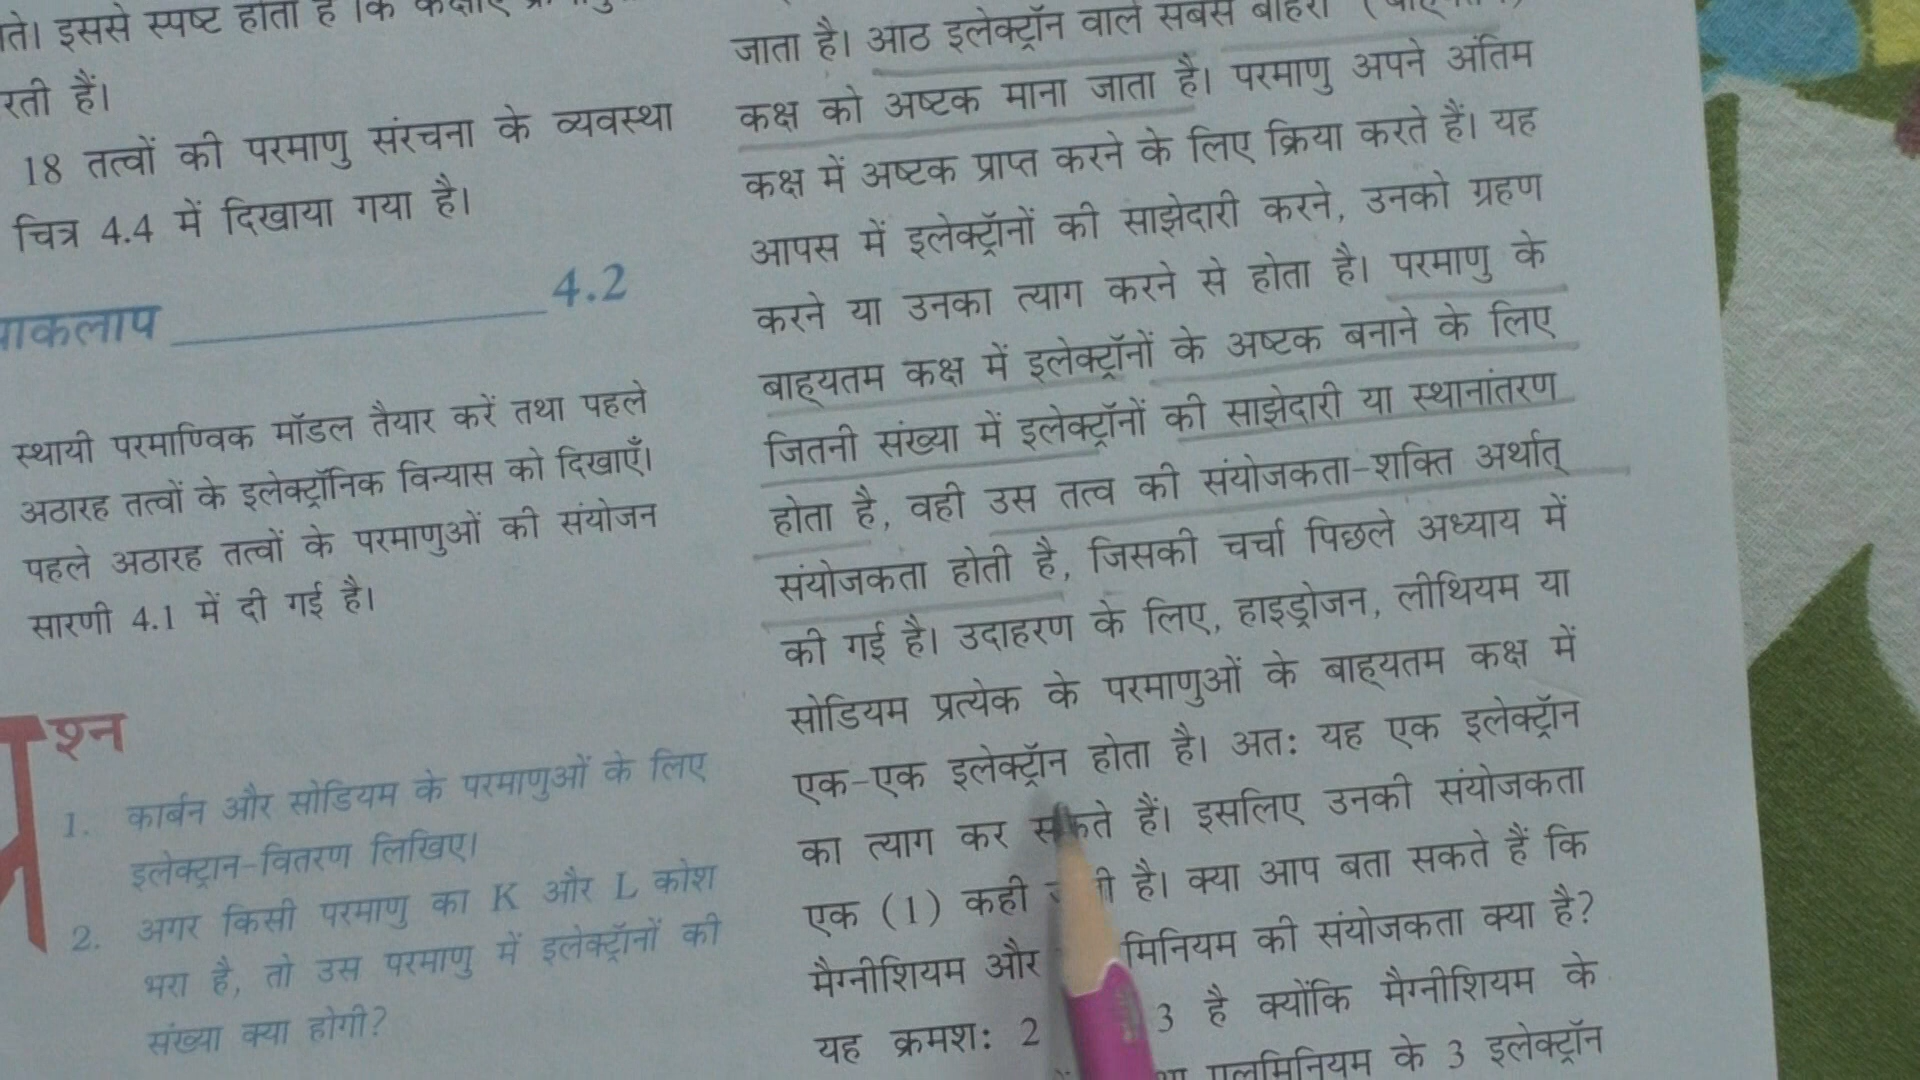 ते। इससे स्पष्ट होता है कि
रती हैं।
18 तत्वों की परमाणु संरचना के व्यवस्था
चित्र 4.4 में दिखाया गया है।
4.2
स्थायी परमाण्विक मॉडल तैयार करें तथा पहले
अठारह तत्वों के इलेक्ट्रॉनिक विन्यास को दिखाएँ।
पहले अठारह तत्वों के परमाणुओं की संयोजन
सारणी 4.1 में दी गई है।
प्रश्न
1. कार्बन और सोडियम के परमाणुओं के लिए
इलेक्ट्रान-वितरण लिखिए।
2. अगर किसी परमाणु का K और L कोश
भरा है, तो उस परमाणु में इलेक्ट्रॉनों की
संख्या क्या होगी?
जाता है। आठ इलेक्ट्रॉन वाले सबसे बाहरी
कक्ष को अष्टक माना जाता है। परमाणु अपने अंतिम
कक्ष में अष्टक प्राप्त करने के लिए क्रिया करते हैं। यह
आपस में इलेक्ट्रॉनों की साझेदारी करने, उनको ग्रहण
करने या उनका त्याग करने से होता है। परमाणु के
बाह्यतम कक्ष में इलेक्ट्रॉनों के अष्टक बनाने के लिए
जितनी संख्या में इलेक्ट्रॉनों की साझेदारी या स्थानांतरण
होता है, वही उस तत्व की संयोजकता-शक्ति अर्थात्
संयोजकता होती है, जिसकी चर्चा पिछले अध्याय में
की गई है। उदाहरण के लिए, हाइड्रोजन, लीथियम या
सोडियम प्रत्येक के परमाणुओं के बाह्यतम कक्ष में
एक-एक इलेक्ट्रॉन होता है। अतः यह एक इलेक्ट्रॉन
का त्याग कर सकते हैं। इसलिए उनकी संयोजकता
एक (1) कही है। क्या आप बता सकते हैं कि
मैग्नीशियम और मिनियम की संयोजकता क्या है?
यह क्रमशः 2 3 है क्योंकि मैग्नीशियम के
एलुमिनियम के 3 इलेक्ट्रॉन